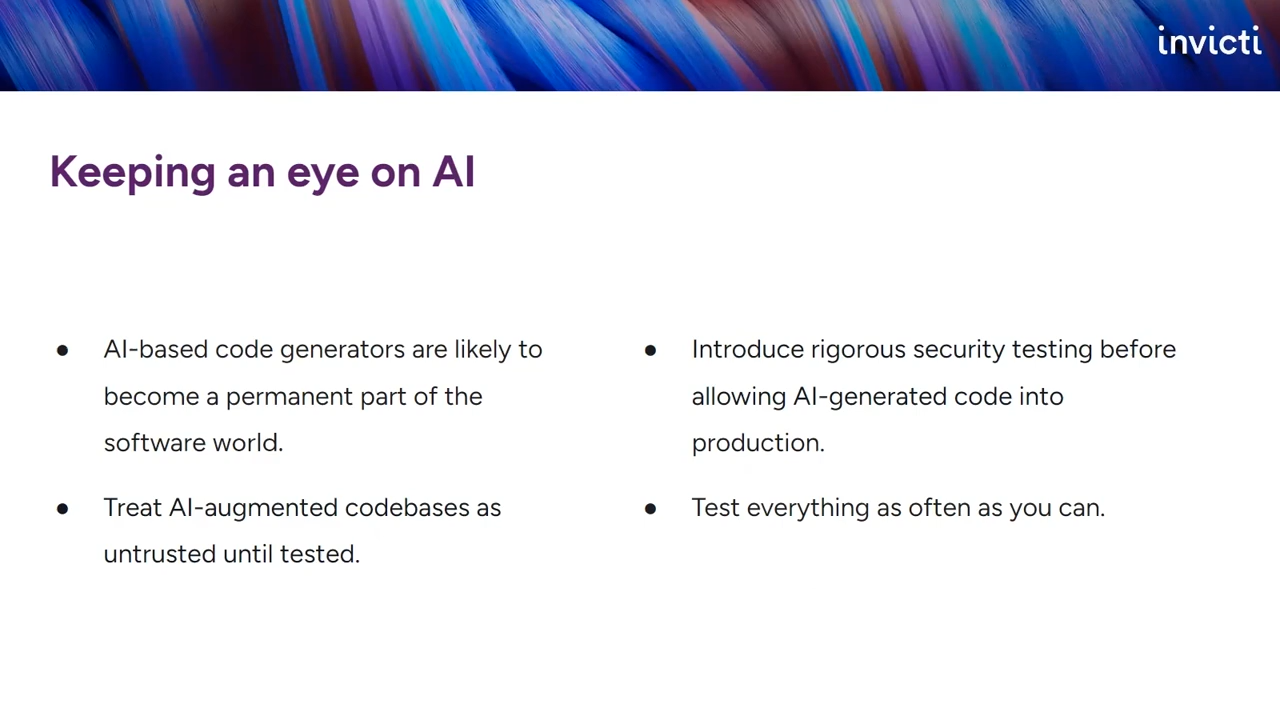 invicti
Keeping an eye on AI
● AI-based code generators are likely to
become a permanent part of the
software world.
● Treat AI-augmented codebases as
untrusted until tested.
● Introduce rigorous security testing before
allowing AI-generated code into
production.
● Test everything as often as you can.